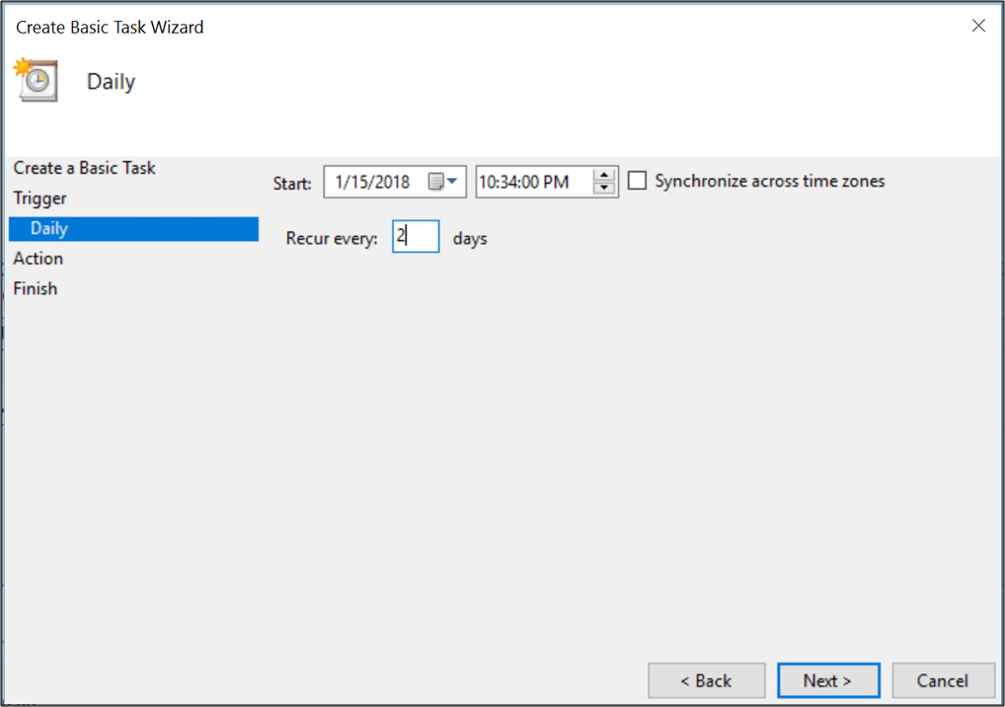 Create Basic Task Wizard
Daily
Create a Basic Task
Trigger
Daily
Action
Finish
Start: 1/15/2018 10:34:00 PM Synchronize across time zones
Recur every: 2 days
< Back Next > Cancel